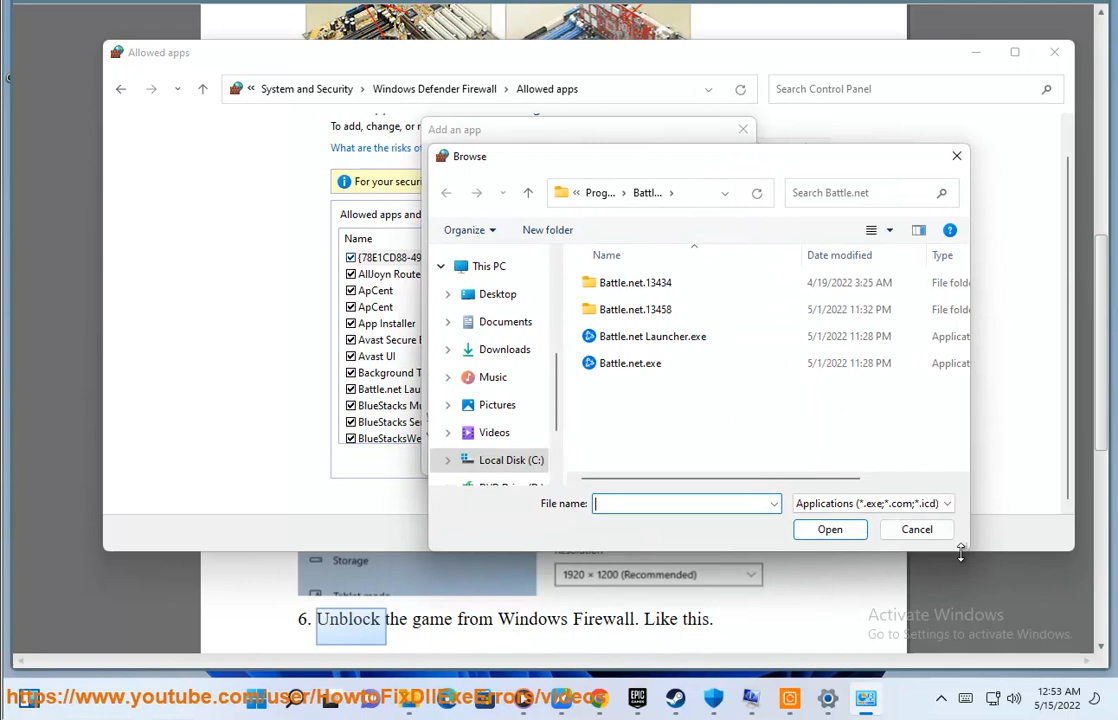 Allowed apps
« System and Security > Windows Defender Firewall > Allowed apps
Search Control Panel
To add, change, or r
What are the risks of
For your securi
Allowed apps and
Name
{78E1CD88-49
AllJoyn Route
ApCent
ApCent
App Installer
Avast Secure B
Avast UI
Background T
Battle.net Lau
BlueStacks Mu
BlueStacks Se
BlueStacksWe
Add an app
Browse
« Prog... > Battl... >
Search Battle.net
Organize
New folder
This PC
Desktop
Documents
Downloads
Music
Pictures
Videos
Local Disk (C:)
Name Date modified Type
Battle.net.13434 4/19/2022 3:25 AM File folde
Battle.net.13458 5/1/2022 11:32 PM File folde
Battle.net Launcher.exe 5/1/2022 11:28 PM Applicat
Battle.net.exe 5/1/2022 11:28 PM Applicat
File name:
Applications (*.exe;*.com;*.icd)
Open
Cancel
Storage
1920 × 1200 (Recommended)
6. Unblock the game from Windows Firewall. Like this.
Activate Windows
Go to Settings to activate Windows.
https://www.youtube.com/user/HowtoFixDllExeErrors/videos
12:53 AM
5/15/2022